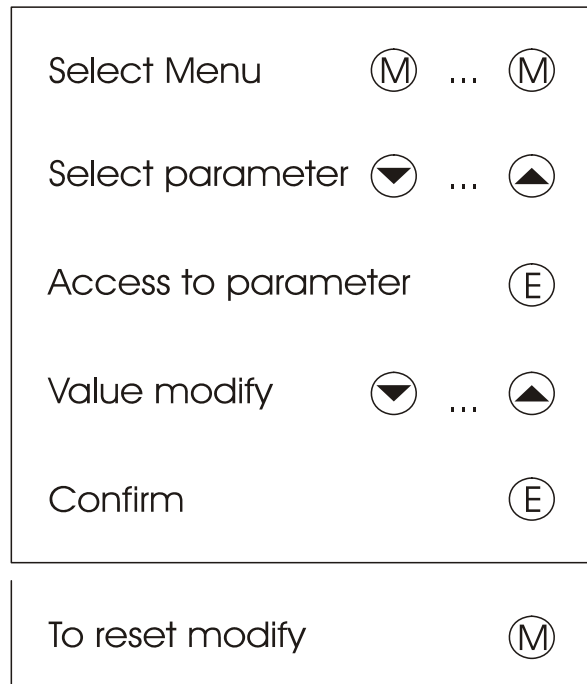 Select Menu M ... M
Select parameter ▼ ... ▲
Access to parameter E
Value modify ▼ ... ▲
Confirm E
To reset modify M